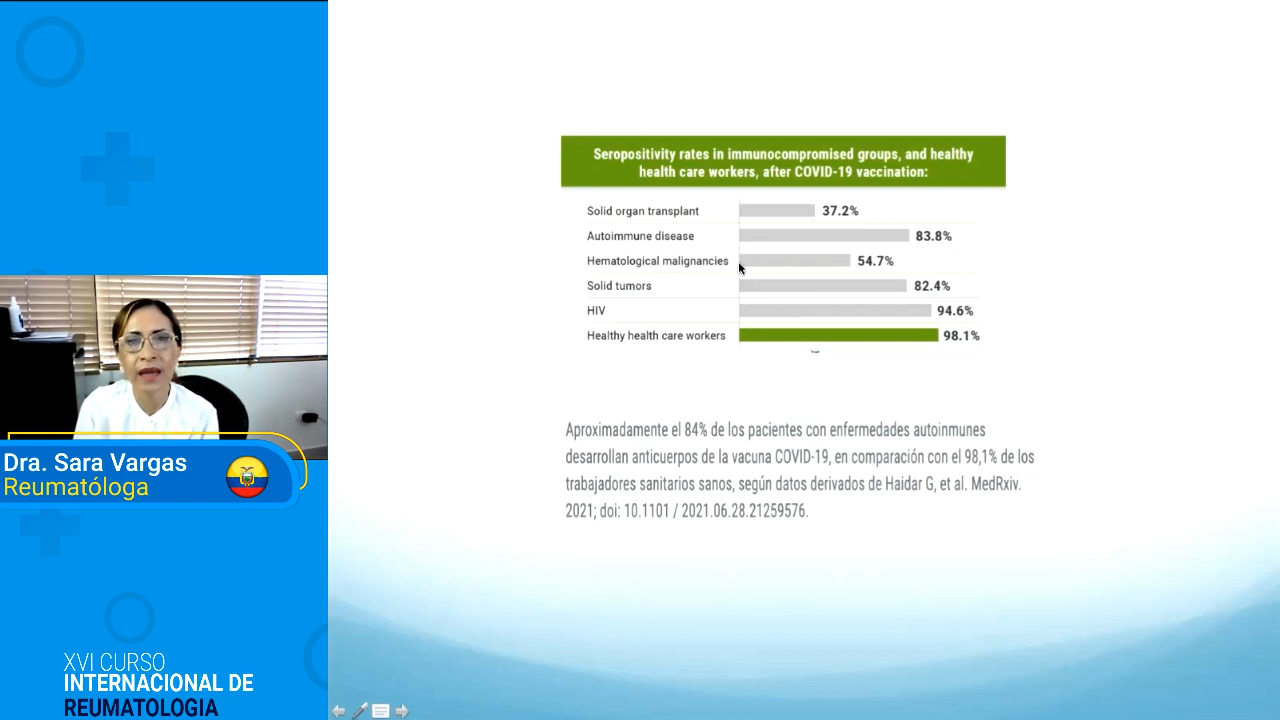 Seropositivity rates in immunocompromised groups, and healthy
health care workers, after COVID-19 vaccination:
Solid organ transplant 37.2%
Autoimmune disease 83.8%
Hematological malignancies 54.7%
Solid tumors 82.4%
HIV 94.6%
Healthy health care workers 98.1%
Aproximadamente el 84% de los pacientes con enfermedades autoinmunes
desarrollan anticuerpos de la vacuna COVID-19, en comparación con el 98,1% de los
trabajadores sanitarios sanos, según datos derivados de Haidar G, et al. MedRxiv.
2021; doi: 10.1101 / 2021.06.28.21259576.
Dra. Sara Vargas
Reumatóloga
XVI CURSO
INTERNACIONAL DE
REUMATOLOGIA